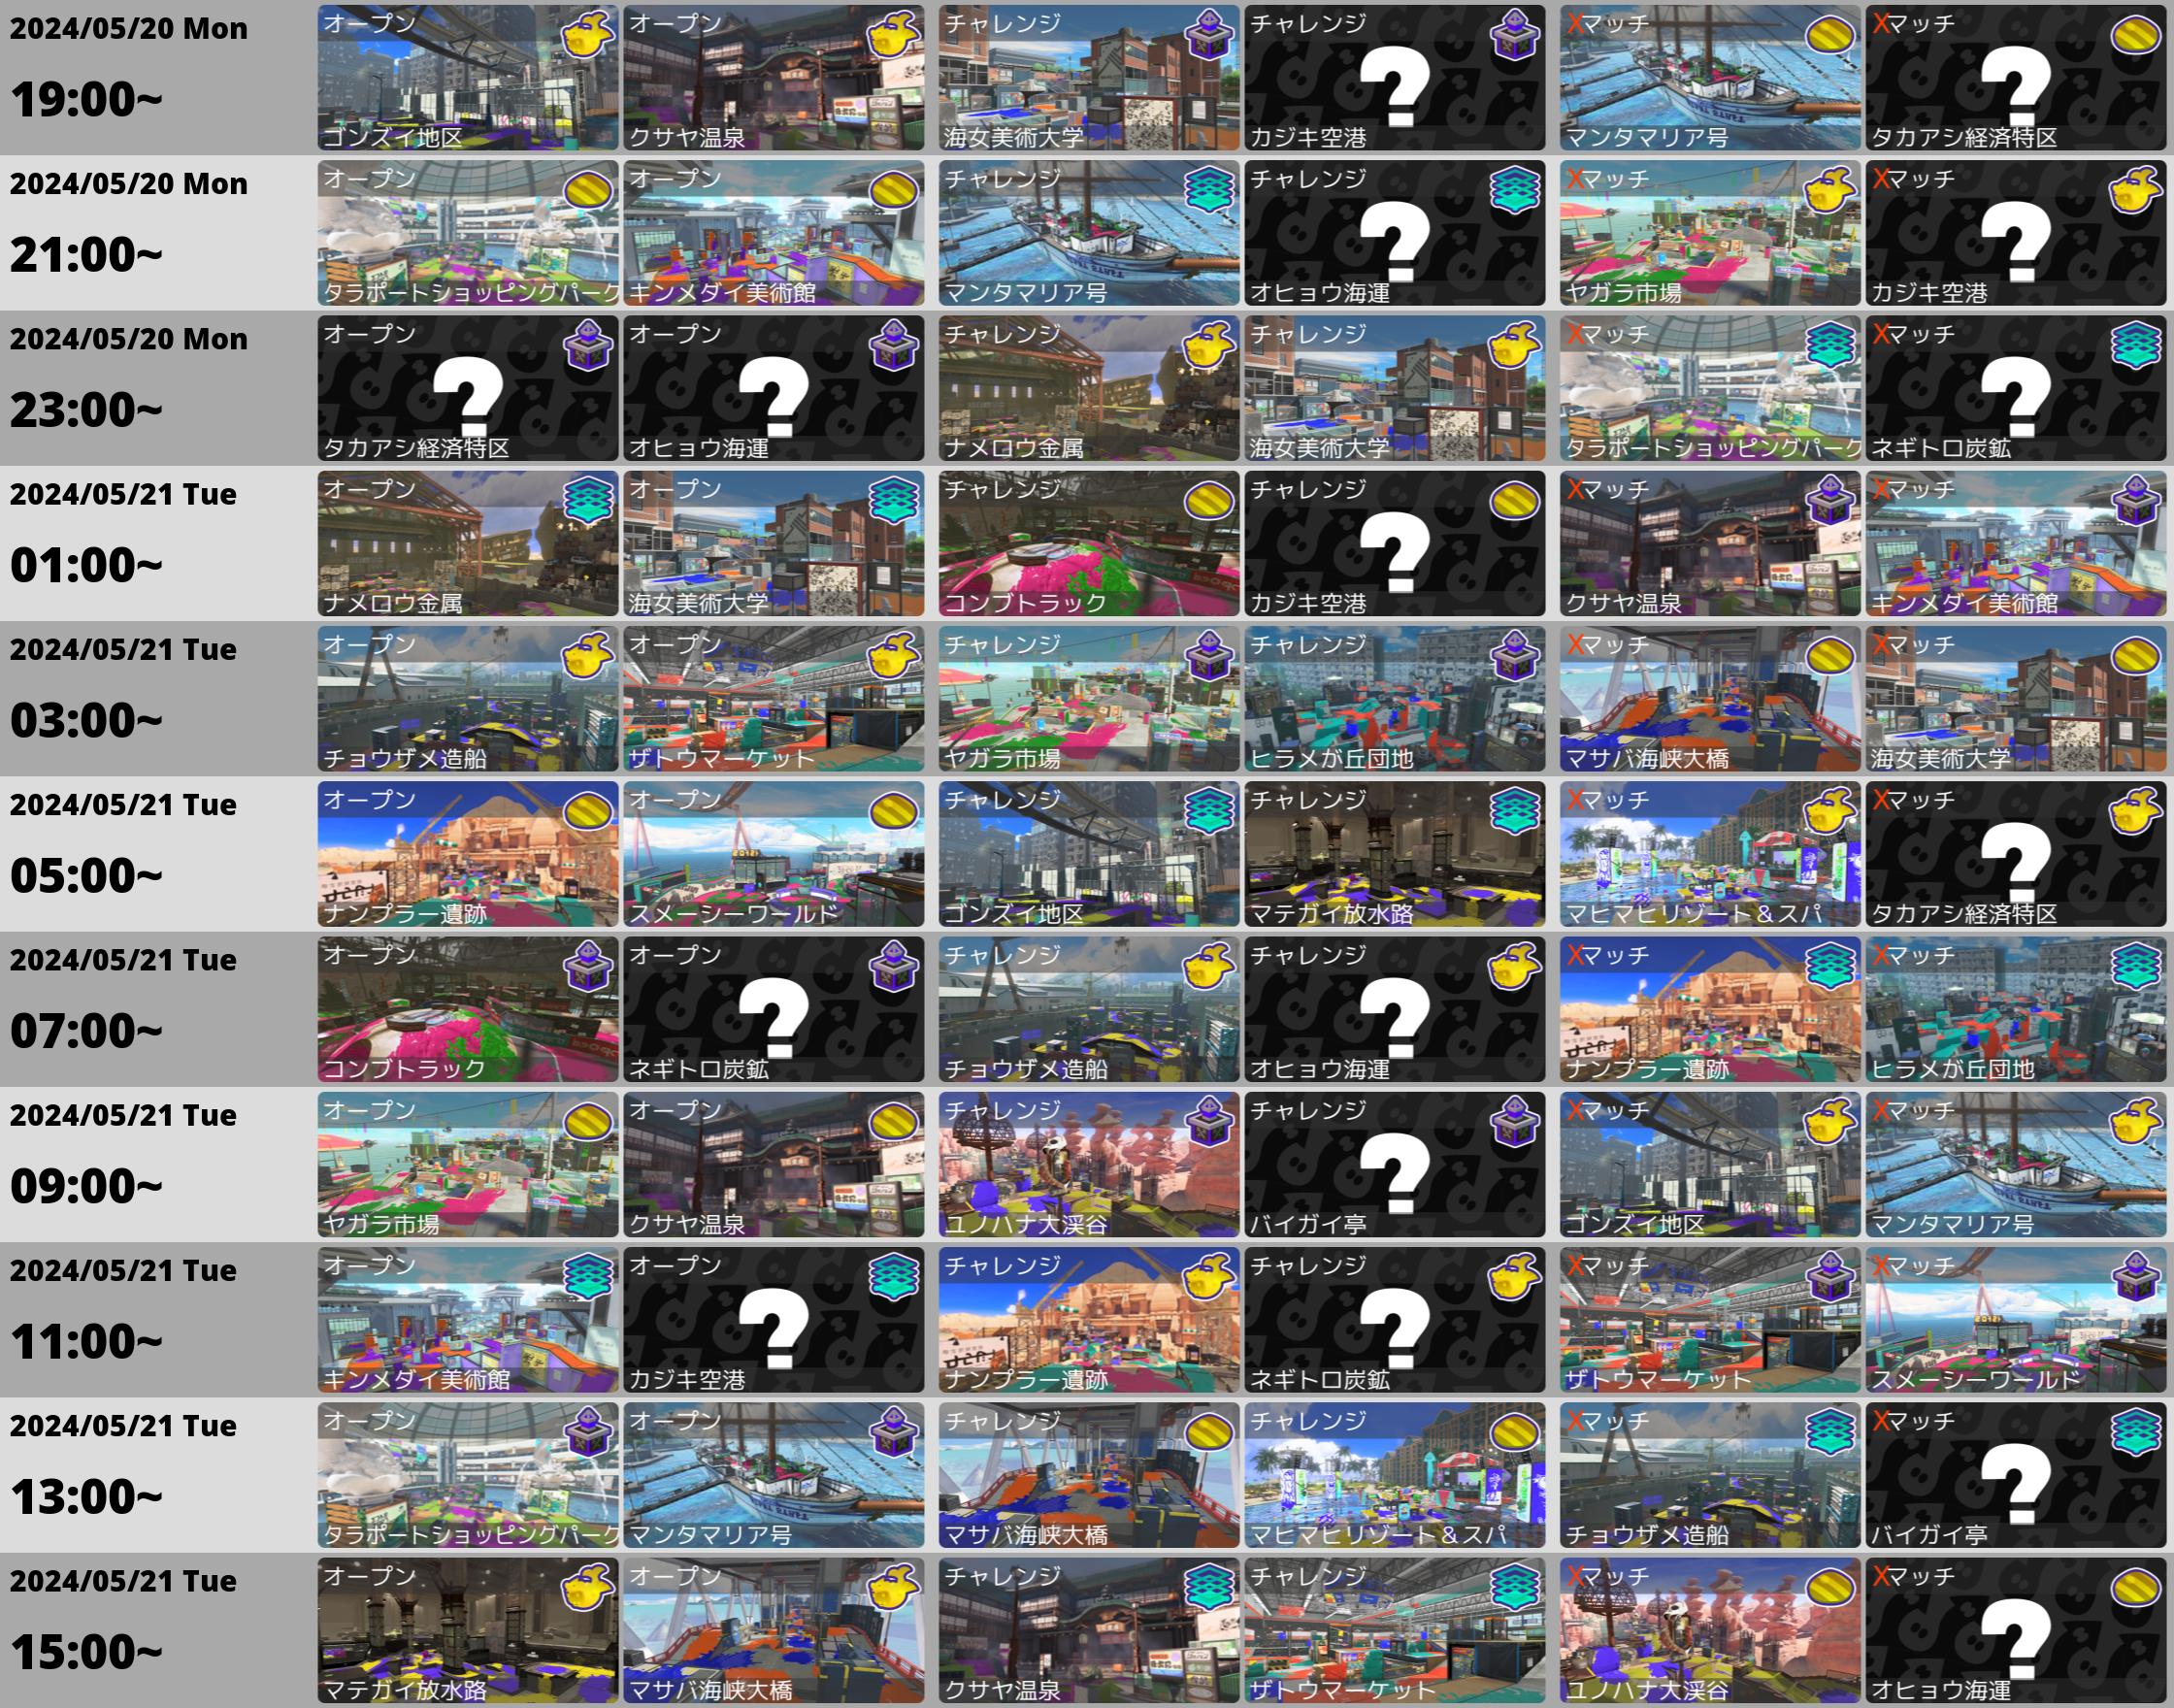 2024/05/20 Mon
19:00~
オープン
ゴンズイ地区
オープン
クサヤ温泉
チャレンジ
海女美術大学
チャレンジ
カジキ空港
Xマッチ
マンタマリア号
Xマッチ
タカアシ経済特区
2024/05/20 Mon
21:00~
オープン
タラポートショッピングパーク
オープン
キンメダイ美術館
チャレンジ
マンタマリア号
チャレンジ
オヒョウ海運
Xマッチ
ヤガラ市場
Xマッチ
カジキ空港
2024/05/20 Mon
23:00~
オープン
タカアシ経済特区
オープン
オヒョウ海運
チャレンジ
ナメロウ金属
チャレンジ
海女美術大学
Xマッチ
タラポートショッピングパーク
Xマッチ
ネギトロ炭鉱
2024/05/21 Tue
01:00~
オープン
ナメロウ金属
オープン
海女美術大学
チャレンジ
コンブトラック
チャレンジ
カジキ空港
Xマッチ
クサヤ温泉
Xマッチ
キンメダイ美術館
2024/05/21 Tue
03:00~
オープン
チョウザメ造船
オープン
ザトウマーケット
チャレンジ
ヤガラ市場
チャレンジ
ヒラメが丘団地
Xマッチ
マサバ海峡大橋
Xマッチ
海女美術大学
2024/05/21 Tue
05:00~
オープン
ナンプラー遺跡
オープン
スメーシーワールド
チャレンジ
ゴンズイ地区
チャレンジ
マテガイ放水路
Xマッチ
マヒマヒリゾート＆スパ
Xマッチ
タカアシ経済特区
2024/05/21 Tue
07:00~
オープン
コンブトラック
オープン
ネギトロ炭鉱
チャレンジ
チョウザメ造船
チャレンジ
オヒョウ海運
Xマッチ
ナンプラー遺跡
Xマッチ
ヒラメが丘団地
2024/05/21 Tue
09:00~
オープン
ヤガラ市場
オープン
クサヤ温泉
チャレンジ
ユノハナ大渓谷
チャレンジ
バイガイ亭
Xマッチ
ゴンズイ地区
Xマッチ
マンタマリア号
2024/05/21 Tue
11:00~
オープン
キンメダイ美術館
オープン
カジキ空港
チャレンジ
ナンプラー遺跡
チャレンジ
ネギトロ炭鉱
Xマッチ
ザトウマーケット
Xマッチ
スメーシーワールド
2024/05/21 Tue
13:00~
オープン
タラポートショッピングパーク
オープン
マンタマリア号
チャレンジ
マサバ海峡大橋
チャレンジ
マヒマヒリゾート＆スパ
Xマッチ
チョウザメ造船
Xマッチ
バイガイ亭
2024/05/21 Tue
15:00~
オープン
マテガイ放水路
オープン
マサバ海峡大橋
チャレンジ
クサヤ温泉
チャレンジ
ザトウマーケット
Xマッチ
ユノハナ大渓谷
Xマッチ
オヒョウ海運